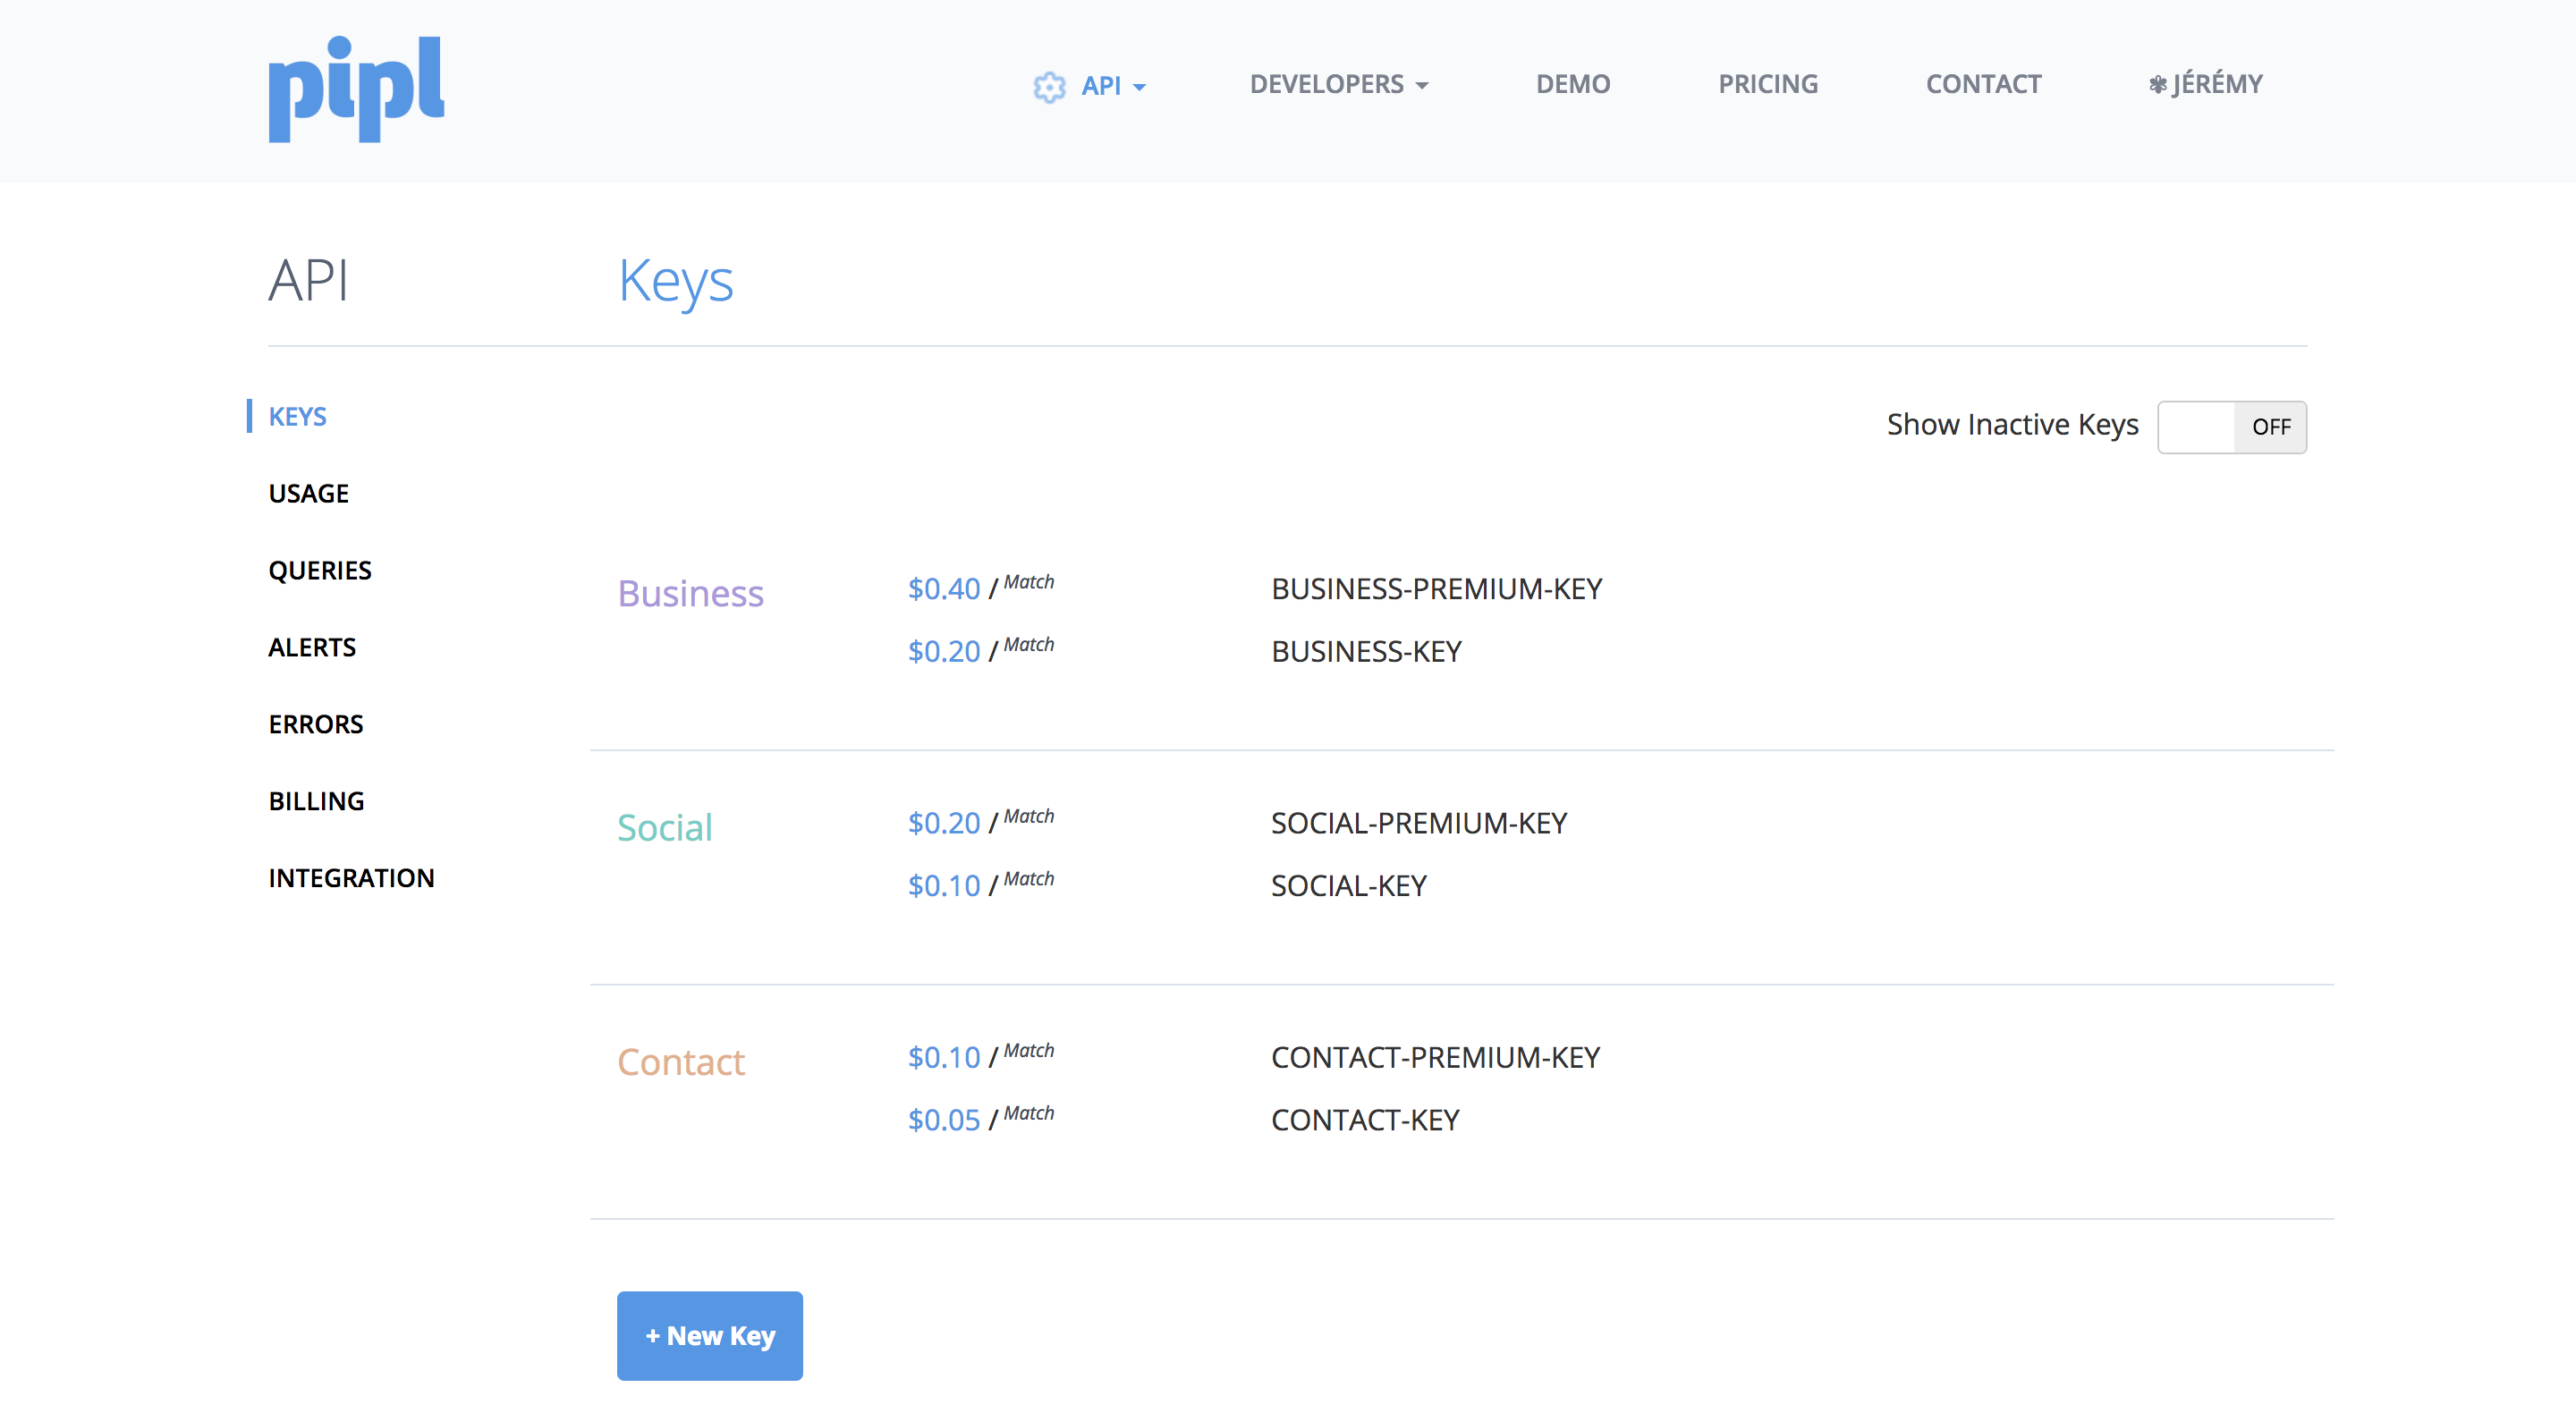 pipl
API DEVELOPERS DEMO PRICING CONTACT JÉRÉMY
API Keys
KEYS
Show Inactive Keys OFF
USAGE
QUERIES
ALERTS
ERRORS
BILLING
INTEGRATION
Business $0.40 / Match BUSINESS-PREMIUM-KEY
$0.20 / Match BUSINESS-KEY
Social $0.20 / Match SOCIAL-PREMIUM-KEY
$0.10 / Match SOCIAL-KEY
Contact $0.10 / Match CONTACT-PREMIUM-KEY
$0.05 / Match CONTACT-KEY
+ New Key